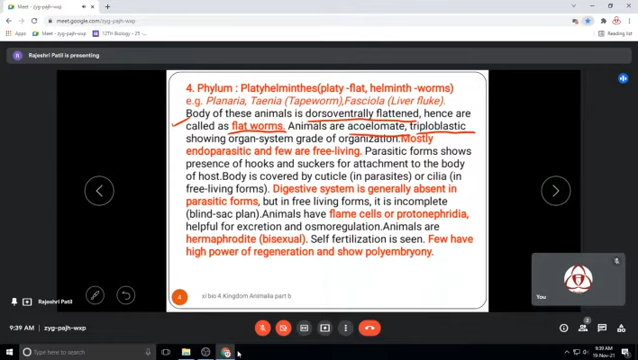 Meet - zyg-pajh-wxp
meet.google.com/zyg-pajh-wxp
Meet - zyg-pajh-wxp
12TH Biology - 21 -
Reading list
Rajeshri Patil is presenting
4. Phylum : Platyhelminthes(platy -flat, helminth -worms)
e.g. Planaria, Taenia (Tapeworm),Fasciola (Liver fluke).
Body of these animals is dorsoventrally flattened, hence are
called as flat worms. Animals are acoelomate, triploblastic
showing organ-system grade of organization.Mostly
endoparasitic and few are free-living. Parasitic forms shows
presence of hooks and suckers for attachment to the body
of host.Body is covered by cuticle (in parasites) or cilia (in
free-living forms). Digestive system is generally absent in
parasitic forms, but in free living forms, it is incomplete
(blind-sac plan).Animals have flame cells or protonephridia,
helpful for excretion and osmoregulation.Animals are
hermaphrodite (bisexual). Self fertilization is seen. Few have
high power of regeneration and show polyembryony.
4
xi bio 4.Kingdom Animalia part b
Rajeshri Patil
You
9:39 AM
zyg-pajh-wxp
2
Type here to search
ENG
9:39 AM
19-Nov-21